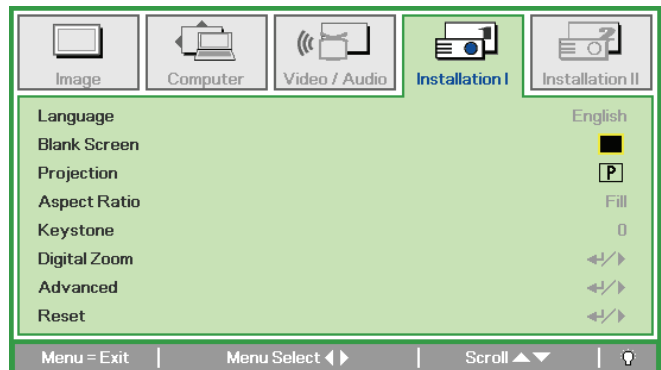 Image Computer Video / Audio Installation I Installation II
Language English
Blank Screen
Projection P
Aspect Ratio Fill
Keystone 0
Digital Zoom
Advanced
Reset
Menu = Exit | Menu Select | Scroll |